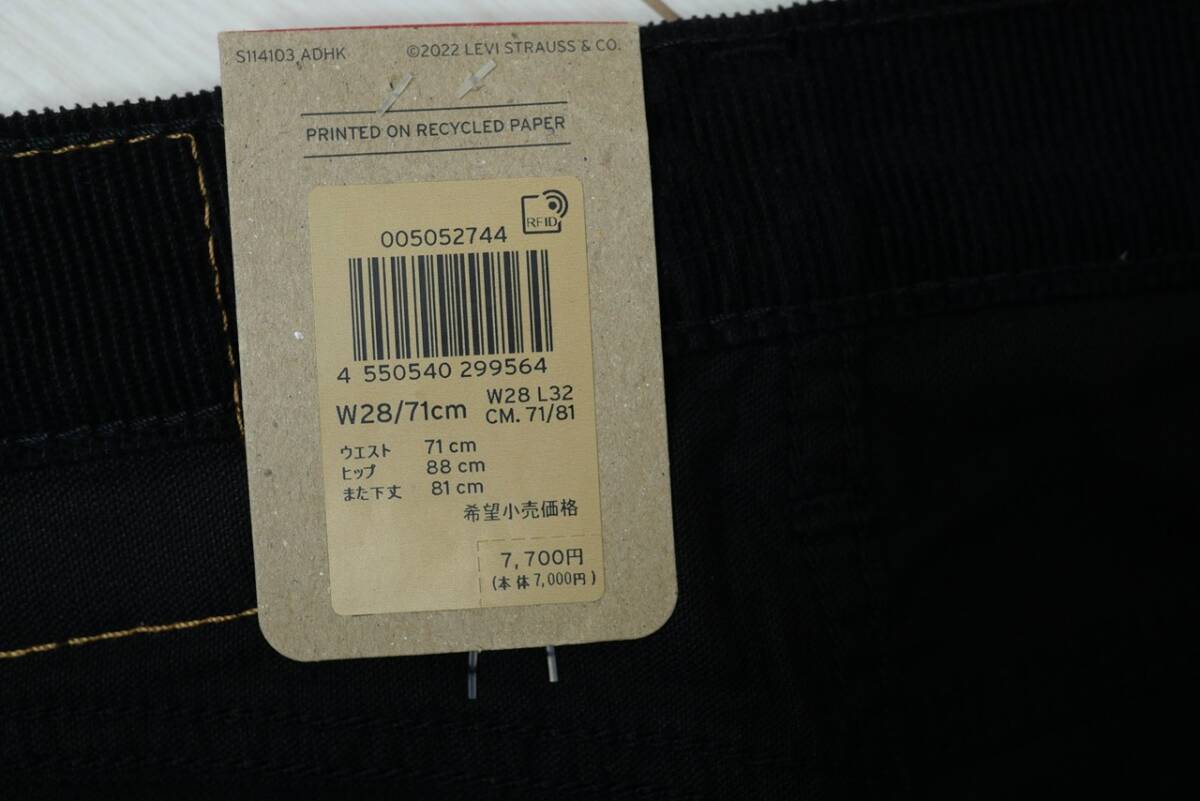 S114103 ADHK ©2022 LEVI STRAUSS & CO.
PRINTED ON RECYCLED PAPER
RFID
005052744
4 550540 299564
W28/71cm
W28 L32
CM. 71/81
ウエスト 71 cm
ヒップ 88 cm
また下丈 81 cm
希望小売価格
7,700円
(本体7,000円)